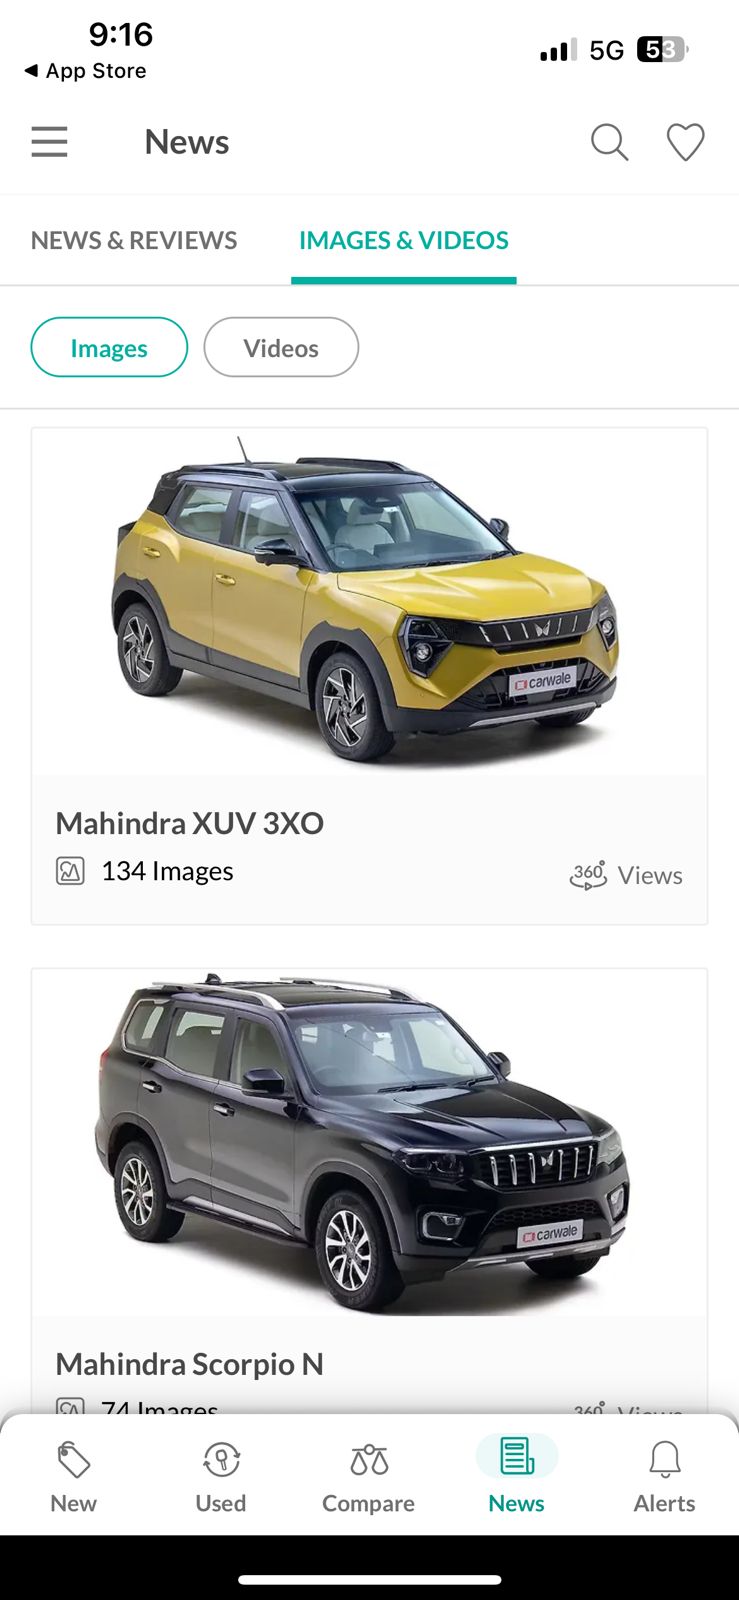 9:16
5G 53
◀ App Store
News
NEWS & REVIEWS IMAGES & VIDEOS
Images Videos
carwale
Mahindra XUV 3XO
134 Images 360° Views
carwale
Mahindra Scorpio N
74 Images 360° Views
New Used Compare News Alerts